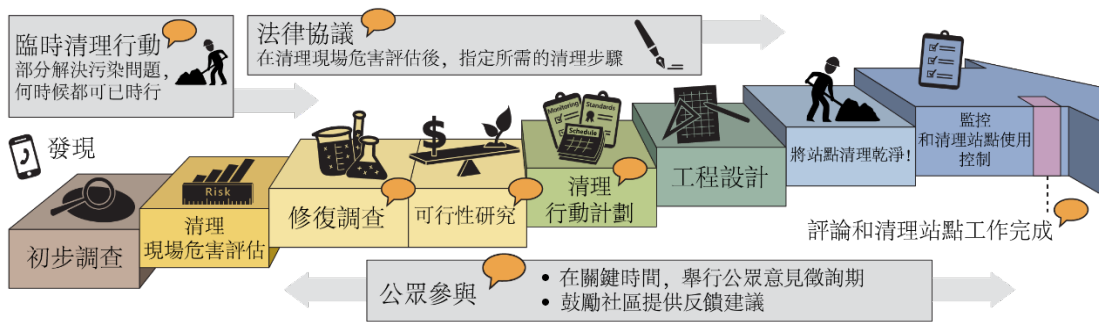 臨時清理行動
部分解決污染問題，
何時候都可已時行
法律協議
在清理現場危害評估後，指定所需的清理步驟
發現
初步調查
Risk
清理
現場危害評估
修復調查
可行性研究
Monitoring
Standards
Schedule
清理
行動計劃
工程設計
將站點清理乾淨！
監控
和清理站點使用
控制
評論和清理站點工作完成
公眾參與
• 在關鍵時間，舉行公眾意見徵詢期
• 鼓勵社區提供反饋建議